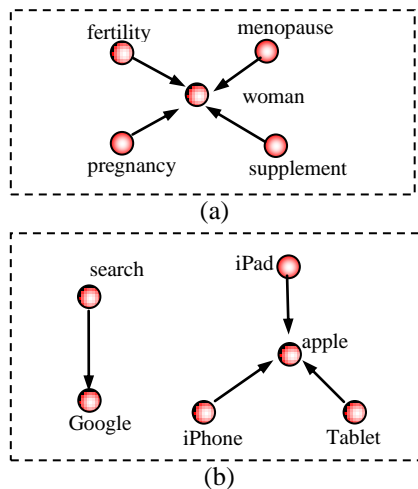 fertility
menopause
woman
pregnancy
supplement
(a)
search
iPad
apple
Google
iPhone
Tablet
(b)